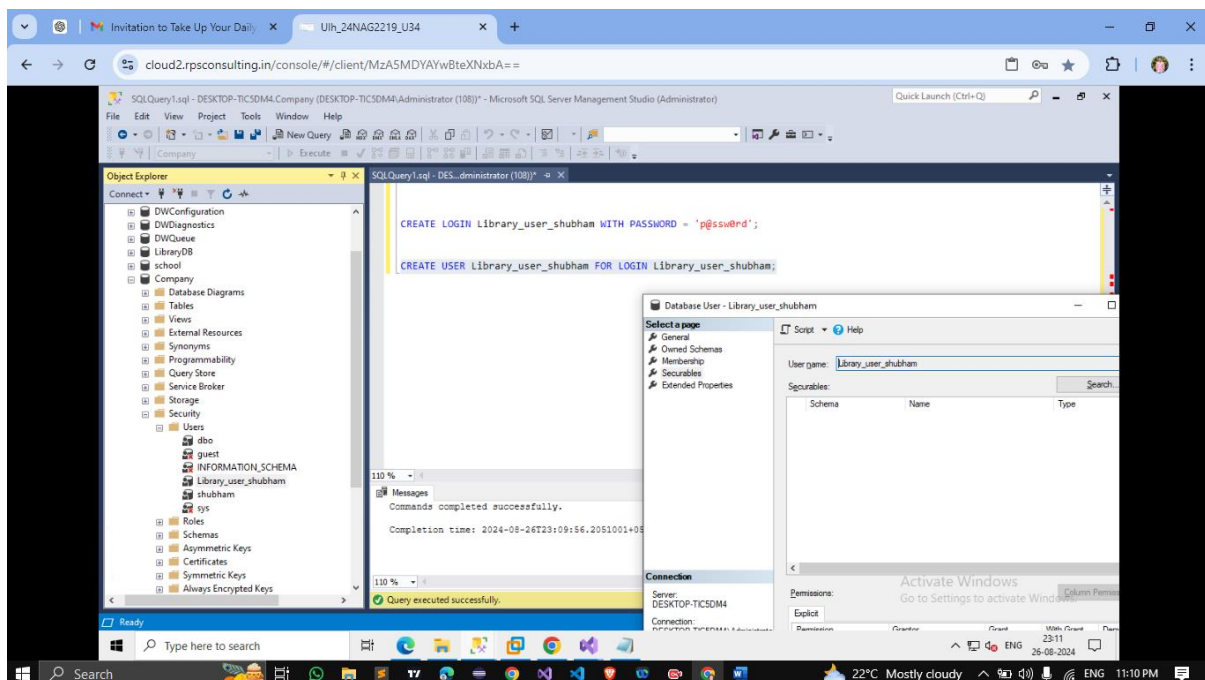 Invitation to Take Up Your Daily
Ulh_24NAG2219_U34
cloud2.rpsconsulting.in/console/#/client/MzA5MDYAYwBteXNxbA==
SQLQuery1.sql - DESKTOP-TIC5DM4.Company (DESKTOP-TIC5DM4\Administrator (108))* - Microsoft SQL Server Management Studio (Administrator)
Quick Launch (Ctrl+Q)
File Edit View Project Tools Window Help
New Query
Company
Execute
Object Explorer
SQLQuery1.sql - DES...dministrator (108))*
Connect
DWConfiguration
DWDiagnostics
DWQueue
LibraryDB
school
Company
Database Diagrams
Tables
Views
External Resources
Synonyms
Programmability
Query Store
Service Broker
Storage
Security
Users
dbo
guest
INFORMATION_SCHEMA
Library_user_shubham
shubham
sys
Roles
Schemas
Asymmetric Keys
Certificates
Symmetric Keys
Always Encrypted Keys
CREATE LOGIN Library_user_shubham WITH PASSWORD = 'p@ssw0rd';
CREATE USER Library_user_shubham FOR LOGIN Library_user_shubham;
110 %
Messages
Commands completed successfully.
Completion time: 2024-08-26T23:09:56.2051001+05
110 %
Query executed successfully.
Database User - Library_user_shubham
Select a page
General
Owned Schemas
Membership
Securables
Extended Properties
Script Help
User name: Library_user_shubham
Securables:
Search...
Schema Name Type
Connection
Server:
DESKTOP-TIC5DM4
Connection:
Permissions:
Column Permiss
Explicit
Permission Grantor Grant With Grant
Activate Windows
Go to Settings to activate Windows.
Ready
Type here to search
ENG
23:11
26-08-2024
Search
22°C Mostly cloudy
ENG
11:10 PM